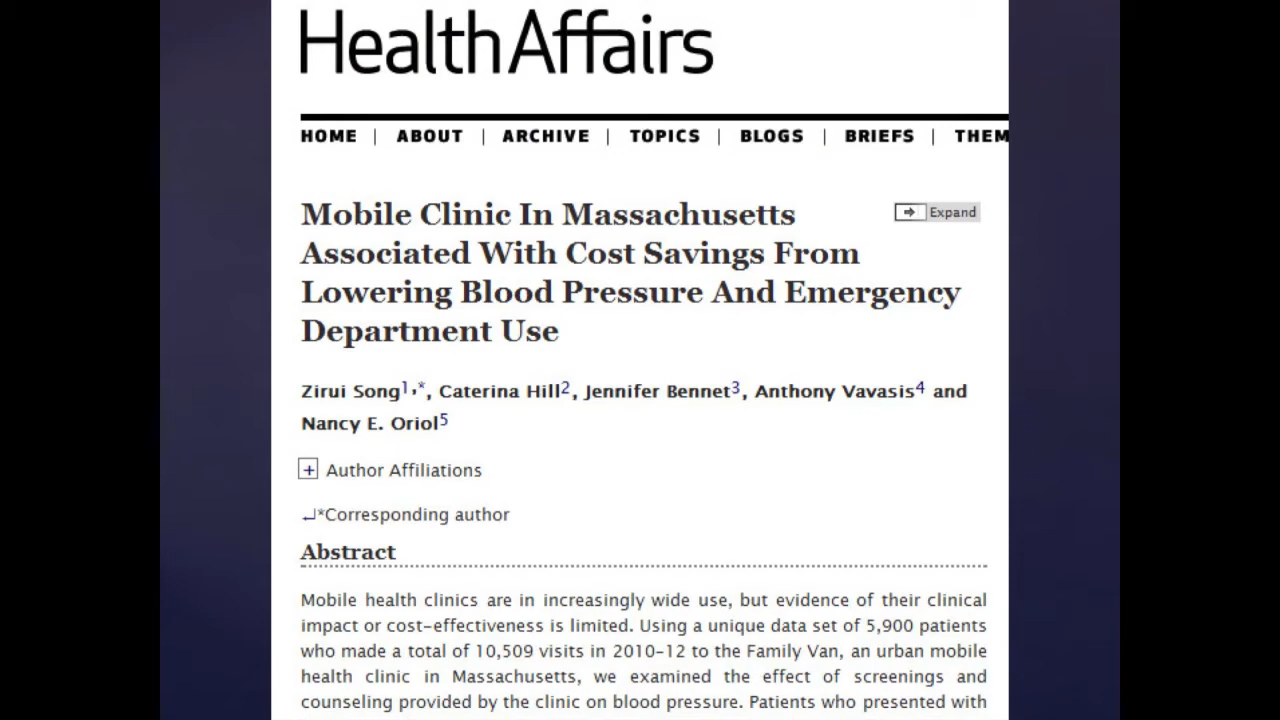 HealthAffairs
HOME | ABOUT | ARCHIVE | TOPICS | BLOGS | BRIEFS | THEM
Mobile Clinic In Massachusetts
Expand
Associated With Cost Savings From
Lowering Blood Pressure And Emergency
Department Use
Zirui Song1,*, Caterina Hill2, Jennifer Bennet3, Anthony Vavasis4 and
Nancy E. Oriol5
+ Author Affiliations
↵*Corresponding author
Abstract
Mobile health clinics are in increasingly wide use, but evidence of their clinical
impact or cost-effectiveness is limited. Using a unique data set of 5,900 patients
who made a total of 10,509 visits in 2010-12 to the Family Van, an urban mobile
health clinic in Massachusetts, we examined the effect of screenings and
counseling provided by the clinic on blood pressure. Patients who presented with